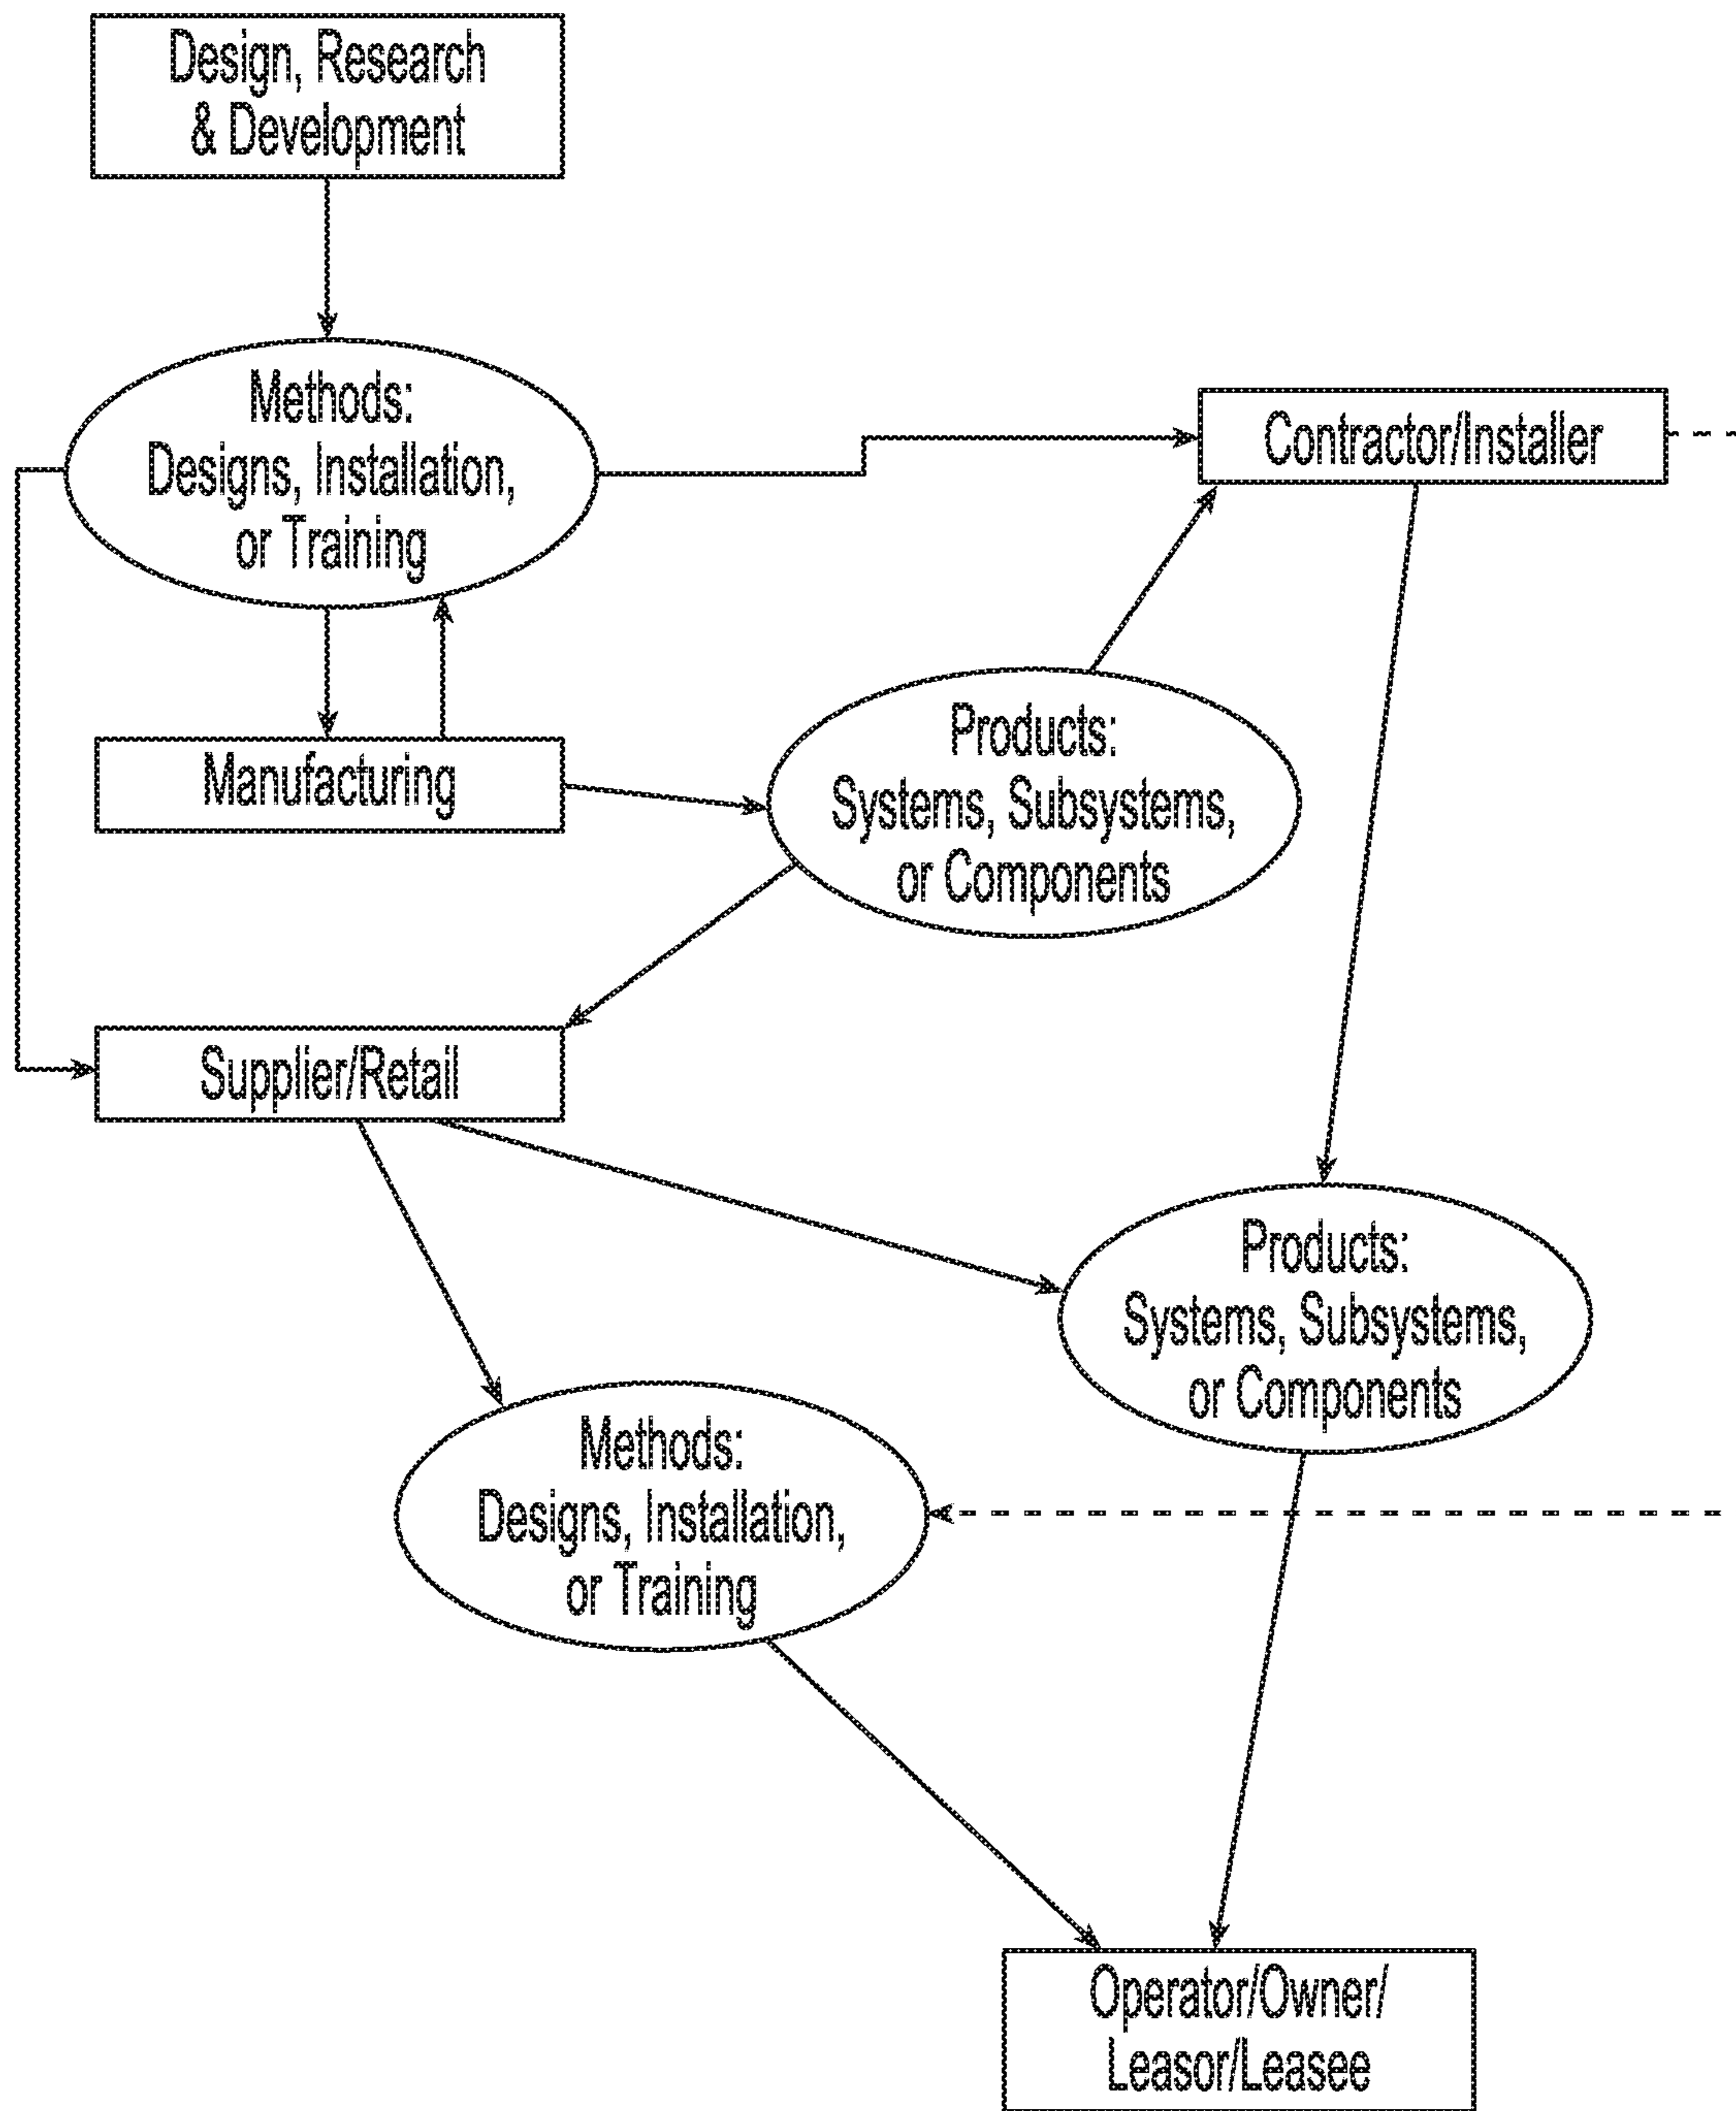 Design, Research
& Development
Methods:
Designs, Installation,
or Training
Contractor/Installer
Products:
Systems, Subsystems,
or Components
Manufacturing
Supplier/Retail
Products:
Systems, Subsystems,
or Components
Methods:
Designs, Installation,
or Training
Operator/Owner/
Leasor/Leasee